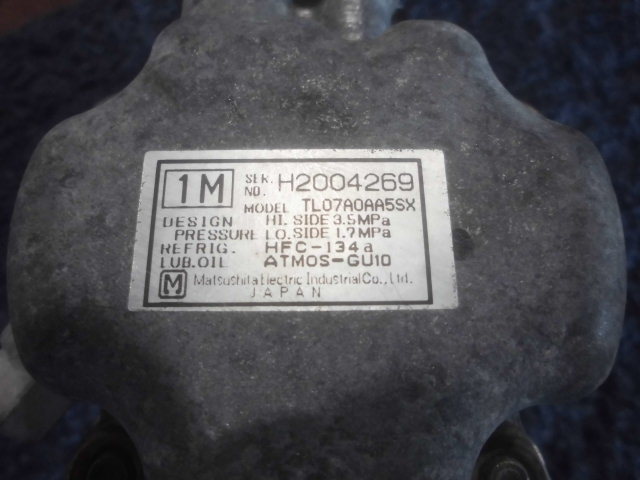 1M SER. NO. H2004269
MODEL TL07A0AA5SX
DESIGN HI. SIDE 3.5MPa
PRESSURE LO. SIDE 1.7MPa
REFRIG. HFC-134a
LUB.OIL ATMOS-GU10
M Matsushita Electric Industrial Co., Ltd.
JAPAN